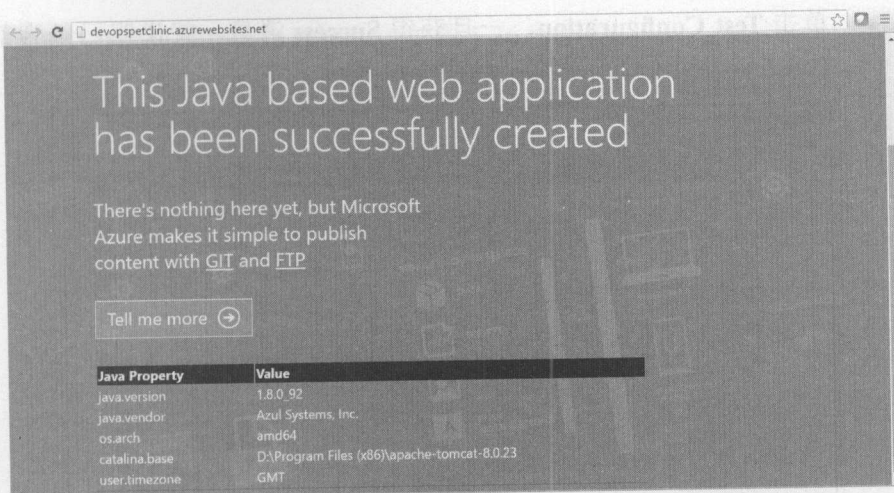 devopspetclinic.azurewebsites.net
This Java based web application
has been successfully created
There's nothing here yet, but Microsoft
Azure makes it simple to publish
content with GIT and FTP
Tell me more
Java Property Value
java.version 1.8.0_92
java.vendor Azul Systems, Inc.
os.arch amd64
catalina.base D:\Program Files (x86)\apache-tomcat-8.0.23
user.timezone GMT